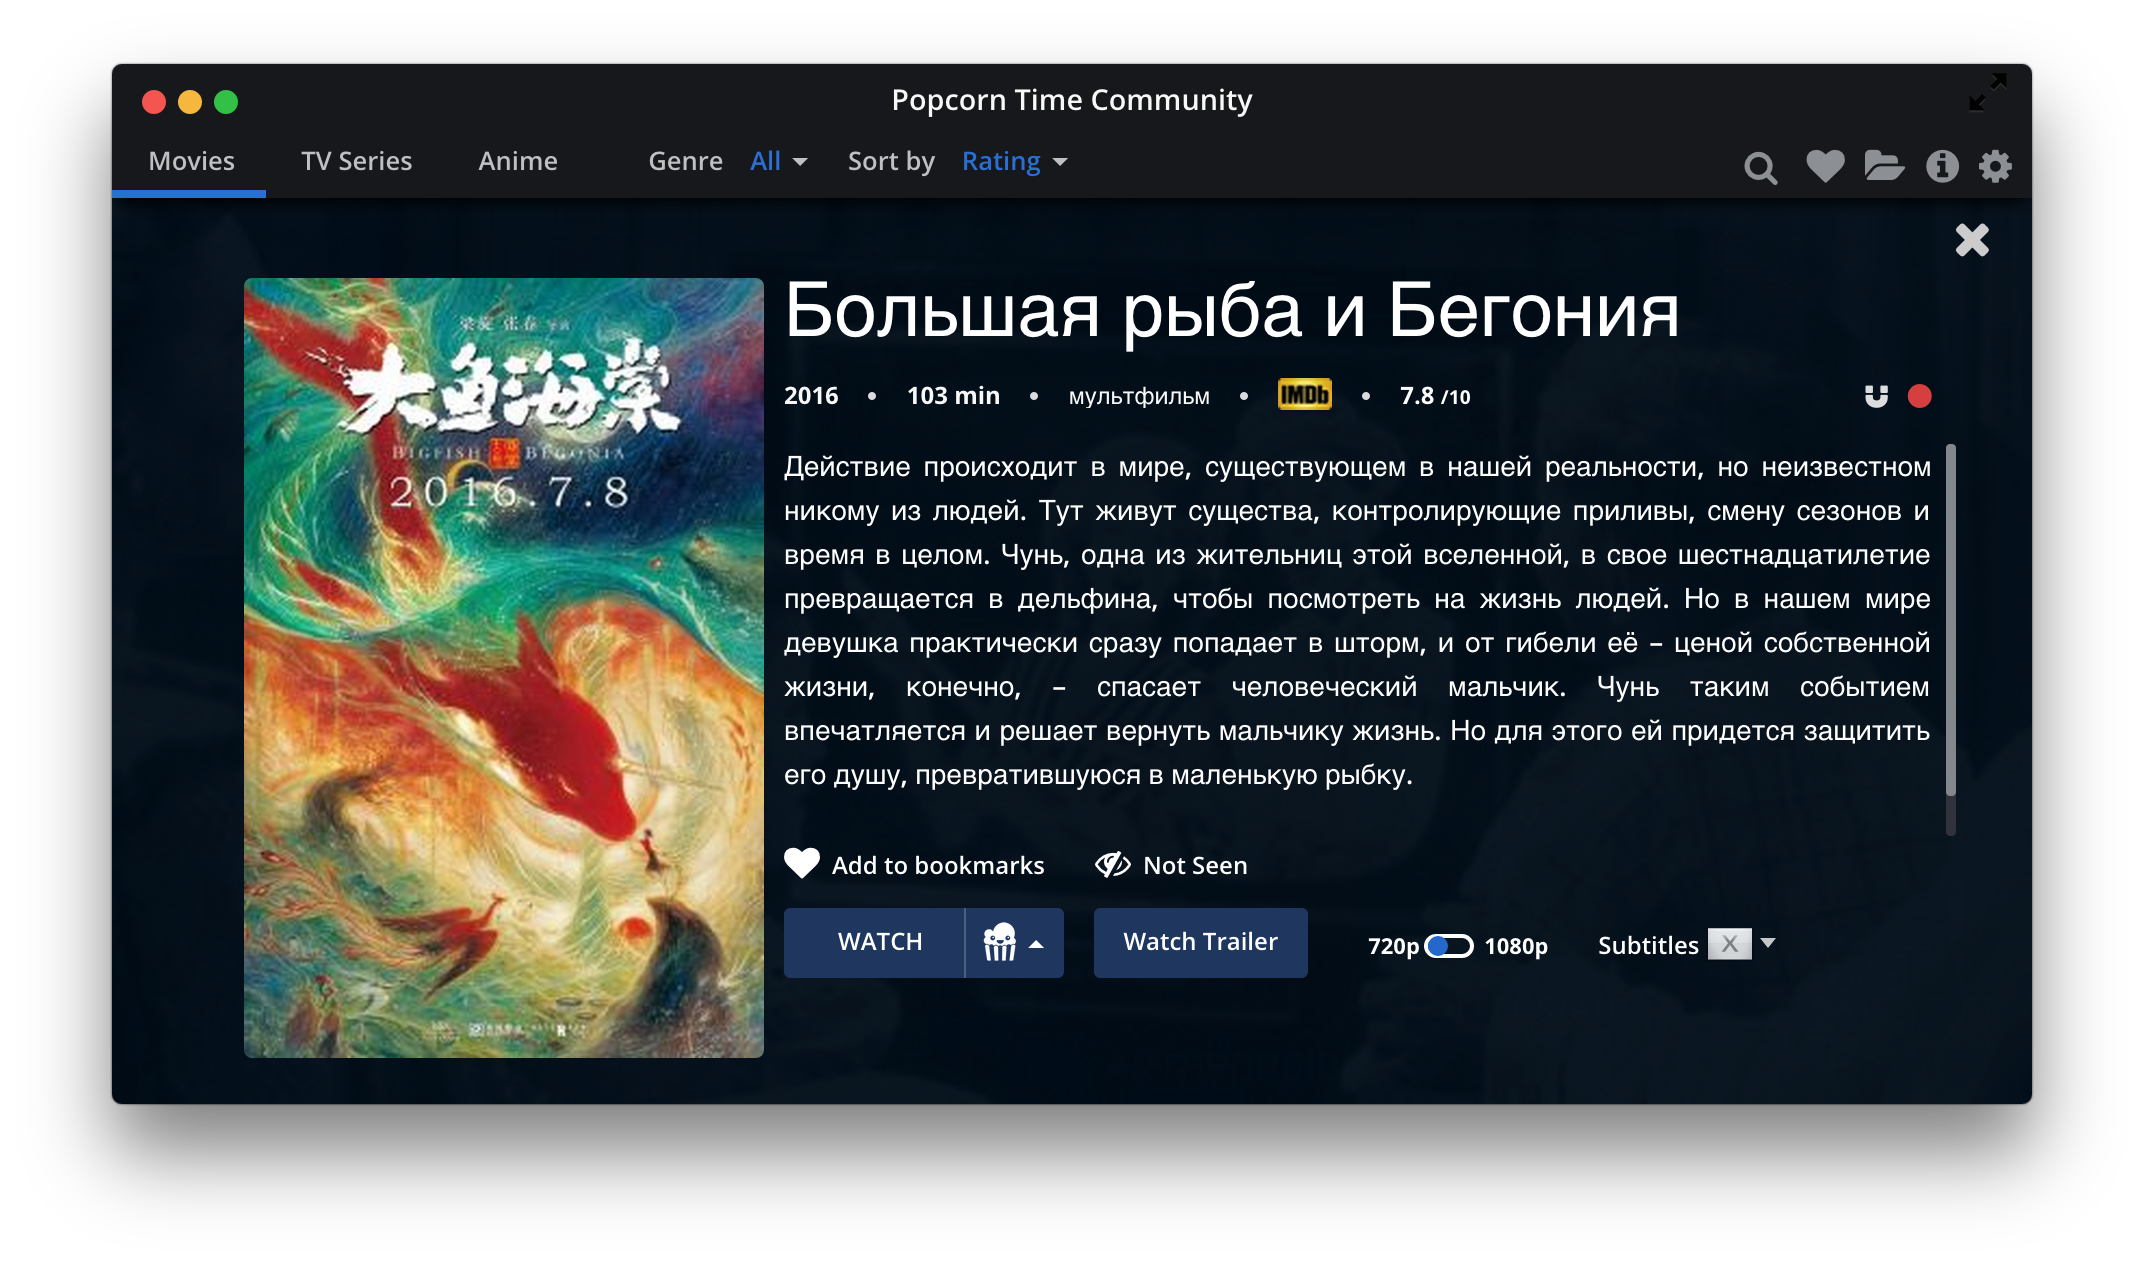 Popcorn Time Community
Movies TV Series Anime Genre All Sort by Rating
梁旋 张春
大鱼海棠
BIGFISH BEGONIA
2016.7.8
Большая рыба и Бегония
2016 • 103 min • мультфильм • IMDb • 7.8 /10
Действие происходит в мире, существующем в нашей реальности, но неизвестном
никому из людей. Тут живут существа, контролирующие приливы, смену сезонов и
время в целом. Чунь, одна из жительниц этой вселенной, в свое шестнадцатилетие
превращается в дельфина, чтобы посмотреть на жизнь людей. Но в нашем мире
девушка практически сразу попадает в шторм, и от гибели её – ценой собственной
жизни, конечно, – спасает человеческий мальчик. Чунь таким событием
впечатляется и решает вернуть мальчику жизнь. Но для этого ей придется защитить
его душу, превратившуюся в маленькую рыбку.
Add to bookmarks Not Seen
WATCH Watch Trailer 720p 1080p Subtitles X